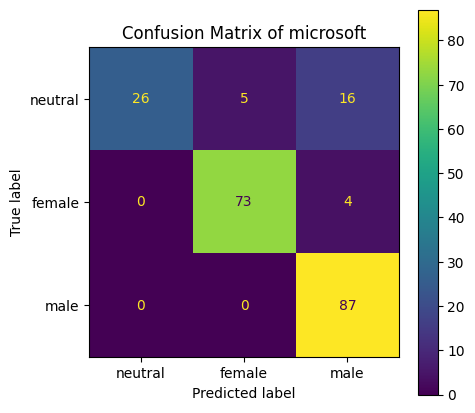 Confusion Matrix of microsoft
True label
neutral 26 5 16
female 0 73 4
male 0 0 87
neutral female male
Predicted label
80
70
60
50
40
30
20
10
0